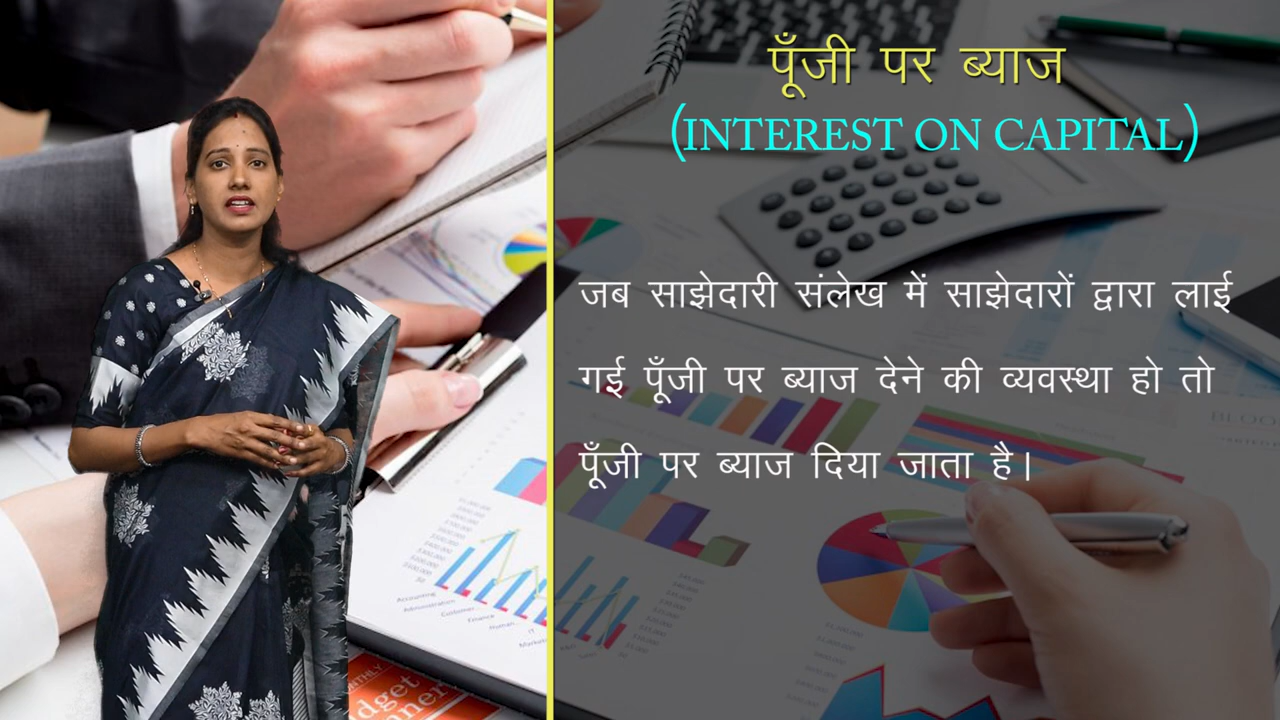 पूँजी पर ब्याज
(INTEREST ON CAPITAL)
जब साझेदारी संलेख में साझेदारों द्वारा लाई
गई पूँजी पर ब्याज देने की व्यवस्था हो तो
पूँजी पर ब्याज दिया जाता है।